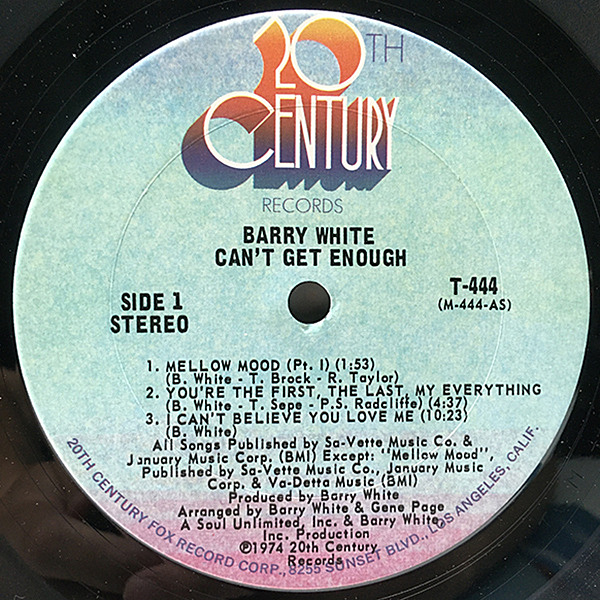 20TH
CENTURY
RECORDS
BARRY WHITE
CAN'T GET ENOUGH
SIDE 1
STEREO
T-444
(M-444-AS)
1. MELLOW MOOD (Pt. I) (1:53)
(B. White - T. Brock - R. Taylor)
2. YOU'RE THE FIRST, THE LAST, MY EVERYTHING
(B. White - T. Sepe - P.S. Radcliffe) (4:37)
3. I CAN'T BELIEVE YOU LOVE ME (10:23)
(B. White)
All Songs Published by Sa-Vette Music Co. &
January Music Corp. (BMI) Except: "Mellow Mood",
Published by Sa-Vette Music Co., January Music
Corp. & Va-Detta Music (BMI)
Produced by Barry White
Arranged by Barry White & Gene Page
A Soul Unlimited, Inc. & Barry White,
Inc. Production
℗1974 20th Century
Records
20TH CENTURY FOX RECORD CORP., 8255 SUNSET BLVD., LOS ANGELES, CALIF.